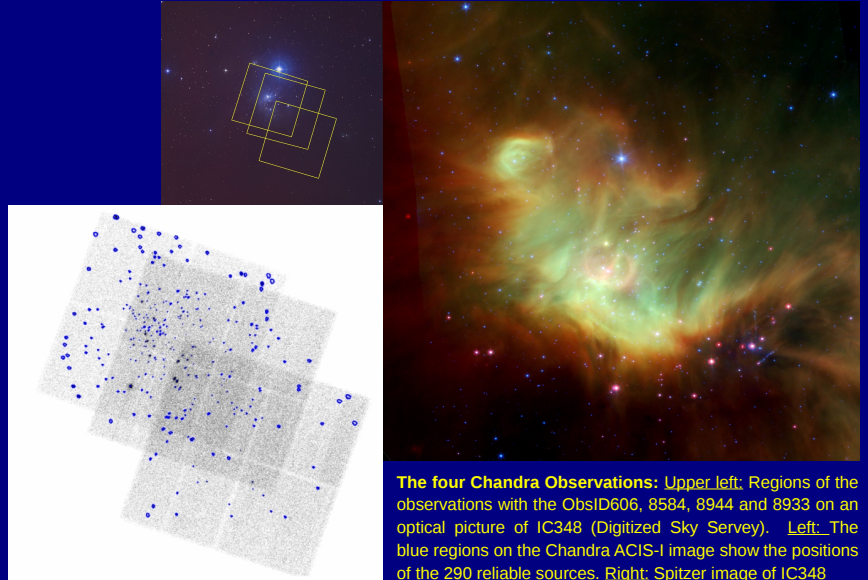 The four Chandra Observations: Upper left: Regions of the
observations with the ObsID606, 8584, 8944 and 8933 on an
optical picture of IC348 (Digitized Sky Servey). Left: The
blue regions on the Chandra ACIS-I image show the positions
of the 290 reliable sources. Right: Spitzer image of IC348